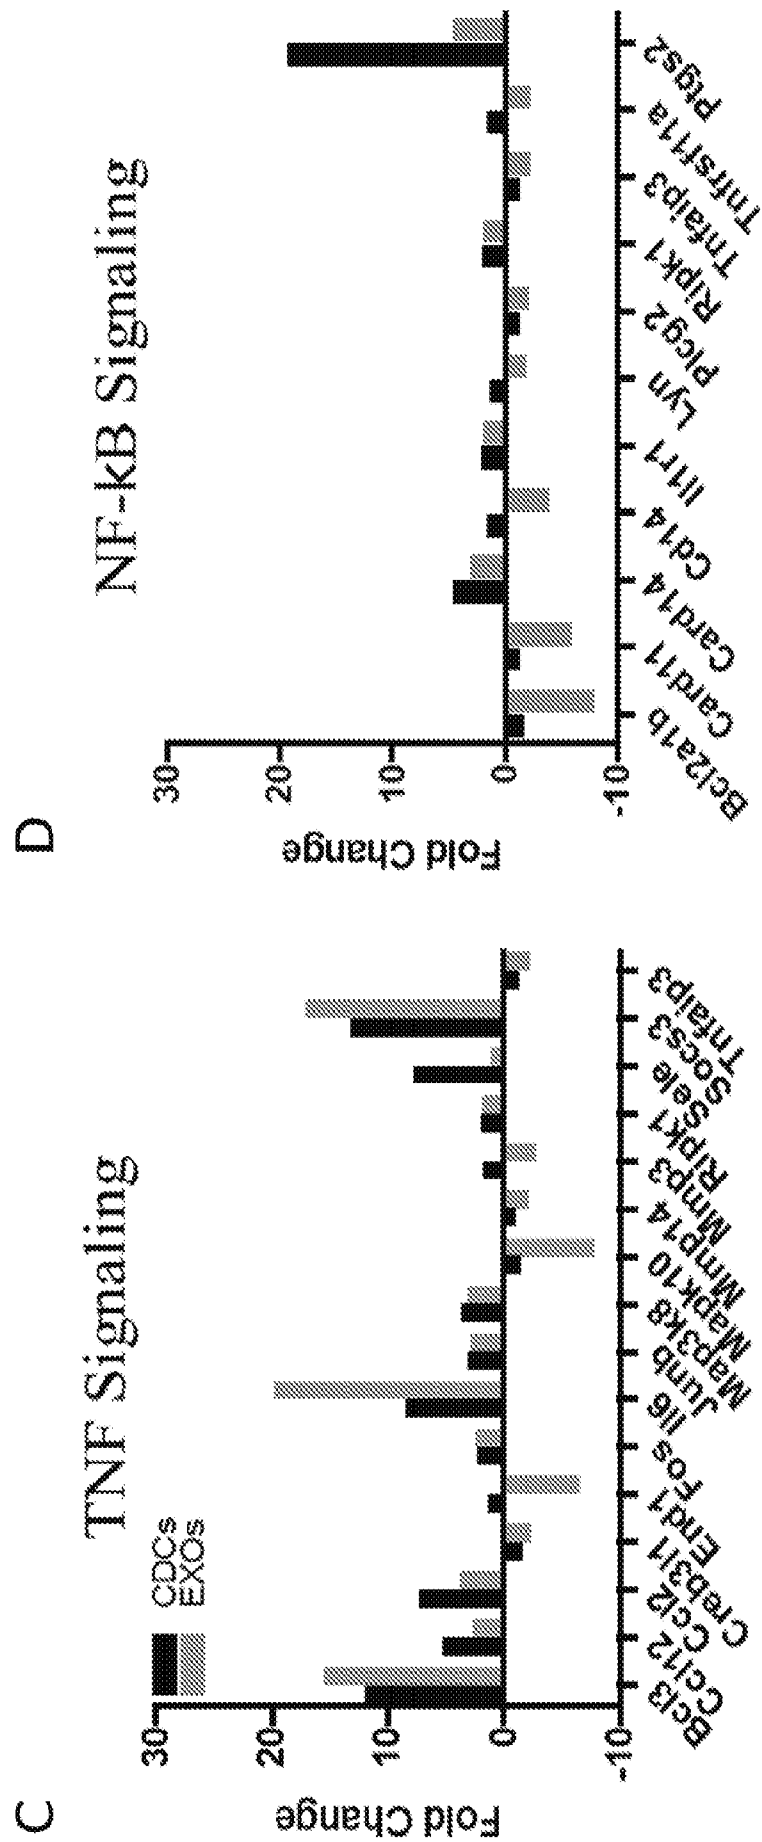 C
TNF Signaling
CDCs
EXOs
Fold Change
30
20
10
0
-10
Bcl3
Ccl12
Ccl2
Creb3l1
End1
Fos
Il6
Junb
Map3k8
Mapk10
Mmp14
Mmp3
Ripk1
Sele
Socs3
Tnfaip3
D
NF-kB Signaling
Fold Change
30
20
10
0
-10
Bcl2a1b
Card11
Card14
Cd14
Il1r1
Lyn
Plcg2
Ripk1
Tnfaip3
Tnfrsf11a
Ptgs2